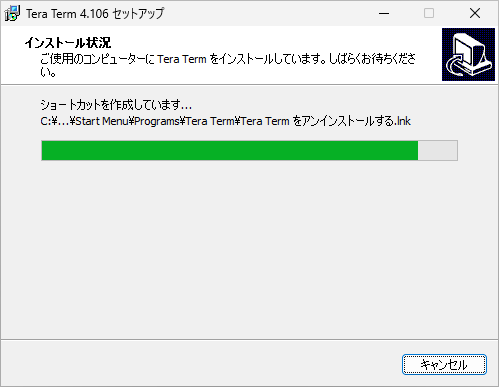 Tera Term 4.106 セットアップ
インストール状況
ご使用のコンピューターに Tera Term をインストールしています。しばらくお待ちくださ
い。
ショートカットを作成しています...
C:¥...¥Start Menu¥Programs¥Tera Term¥Tera Term をアンインストールする.lnk
キャンセル